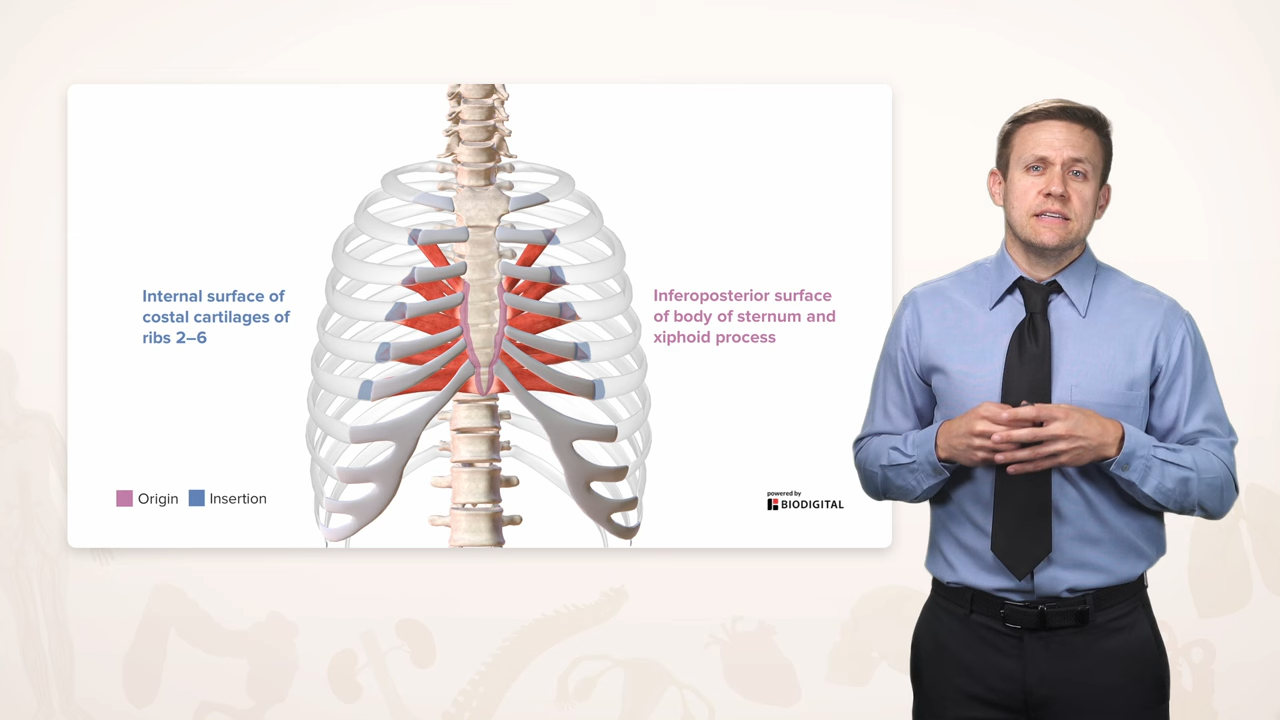 Internal surface of
costal cartilages of
ribs 2–6
Inferoposterior surface
of body of sternum and
xiphoid process
Origin
Insertion
powered by
BIODIGITAL